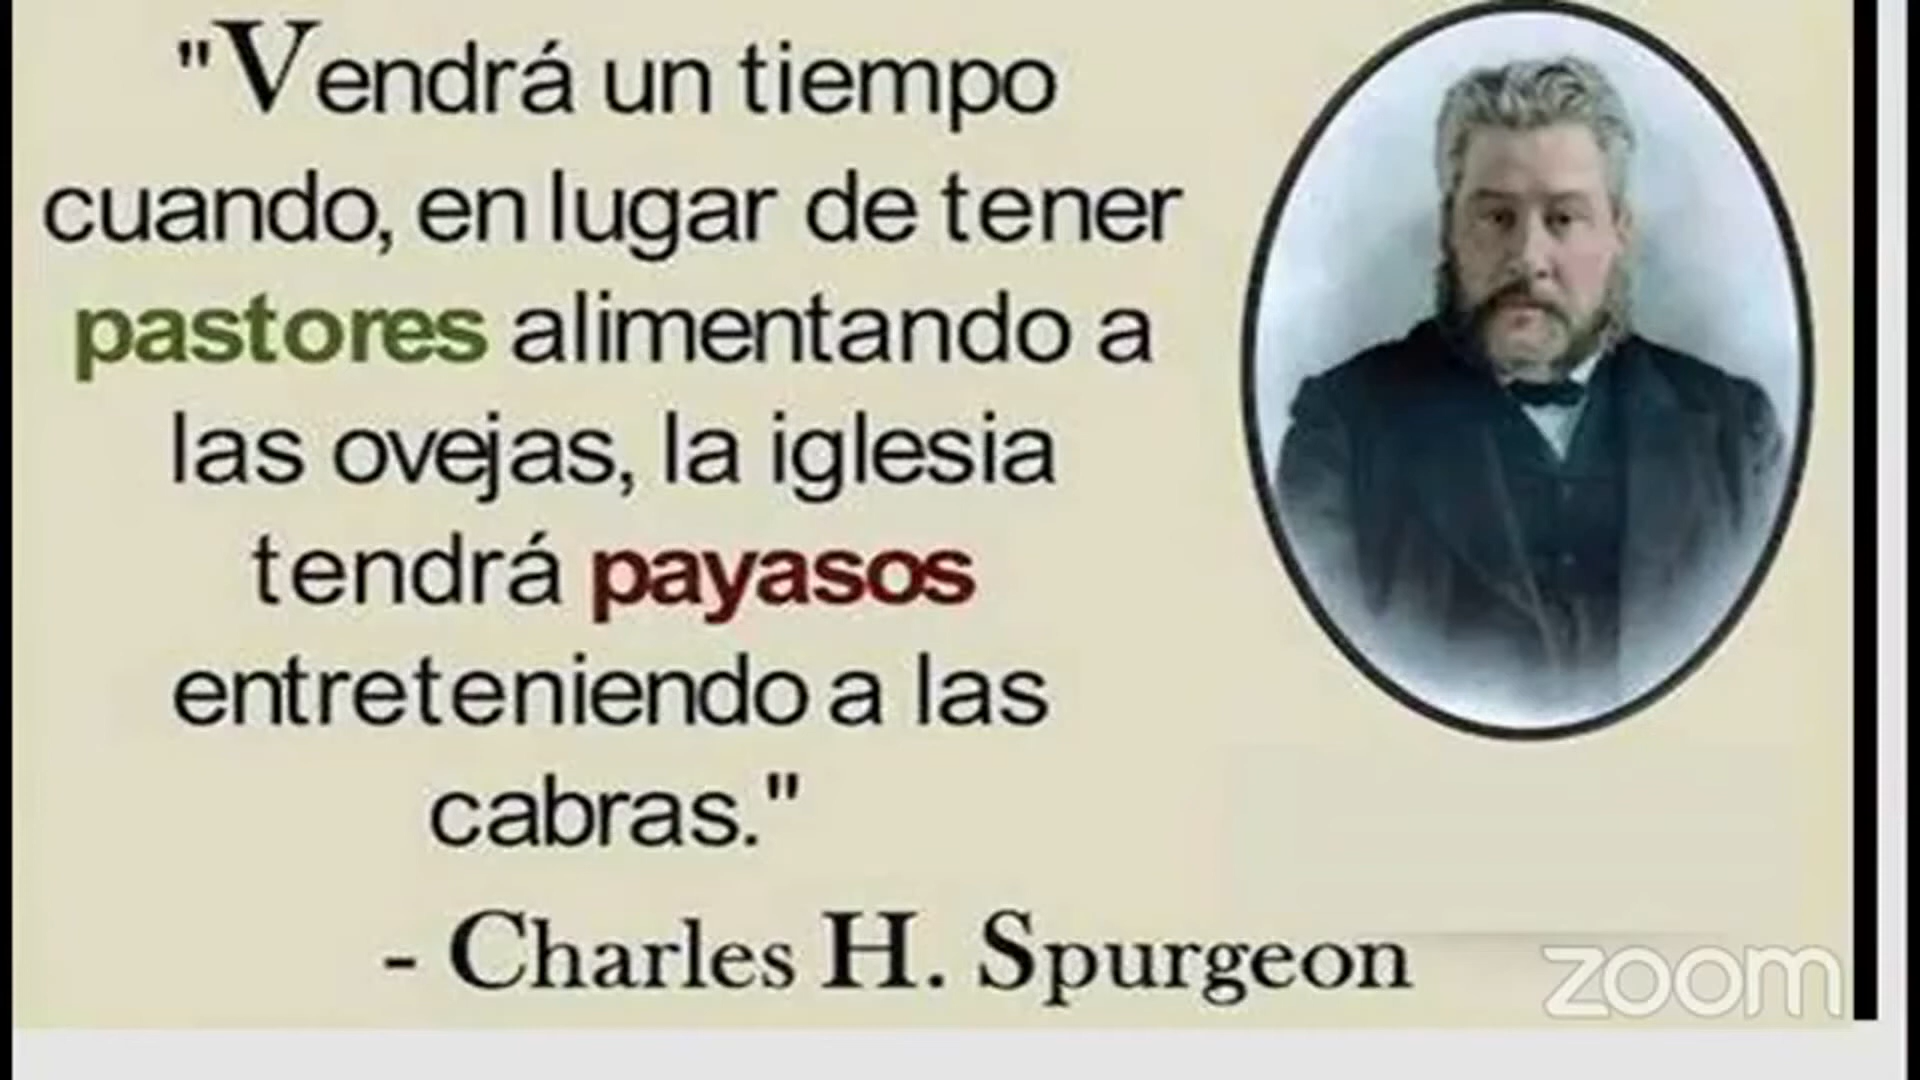 "Vendrá un tiempo
cuando, en lugar de tener
pastores alimentando a
las ovejas, la iglesia
tendrá payasos
entreteniendo a las
cabras."
- Charles H. Spurgeon
zoom